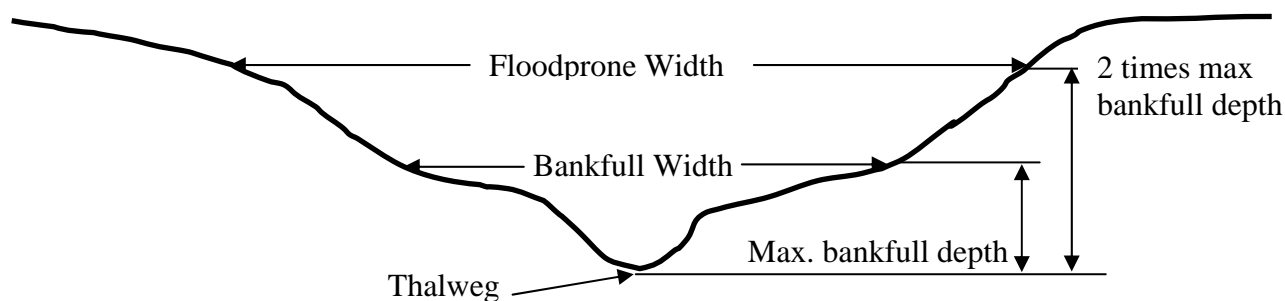 Floodprone Width
2 times max
bankfull depth
Bankfull Width
Max. bankfull depth
Thalweg